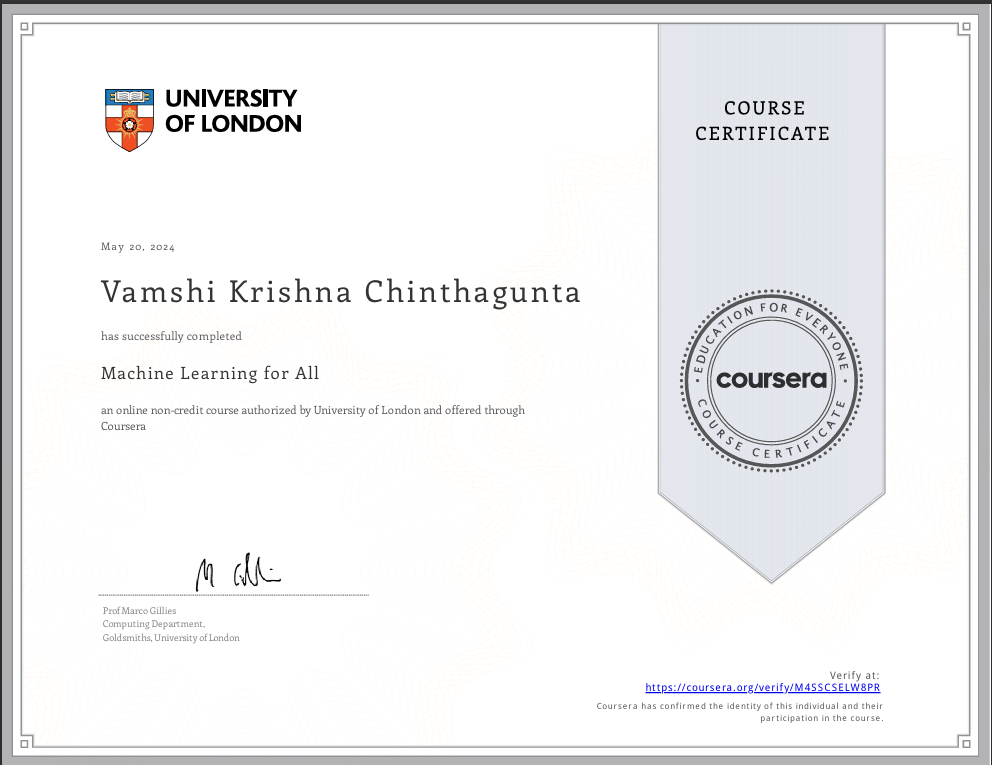 UNIVERSITY
OF LONDON
COURSE
CERTIFICATE
May 20, 2024
Vamshi Krishna Chinthagunta
has successfully completed
Machine Learning for All
an online non-credit course authorized by University of London and offered through
Coursera
EDUCATION FOR EVERYONE
coursera
COURSE CERTIFICATE
Prof Marco Gillies
Computing Department,
Goldsmiths, University of London
Verify at:
https://coursera.org/verify/M4SSCSELW8PR
Coursera has confirmed the identity of this individual and their
participation in the course.